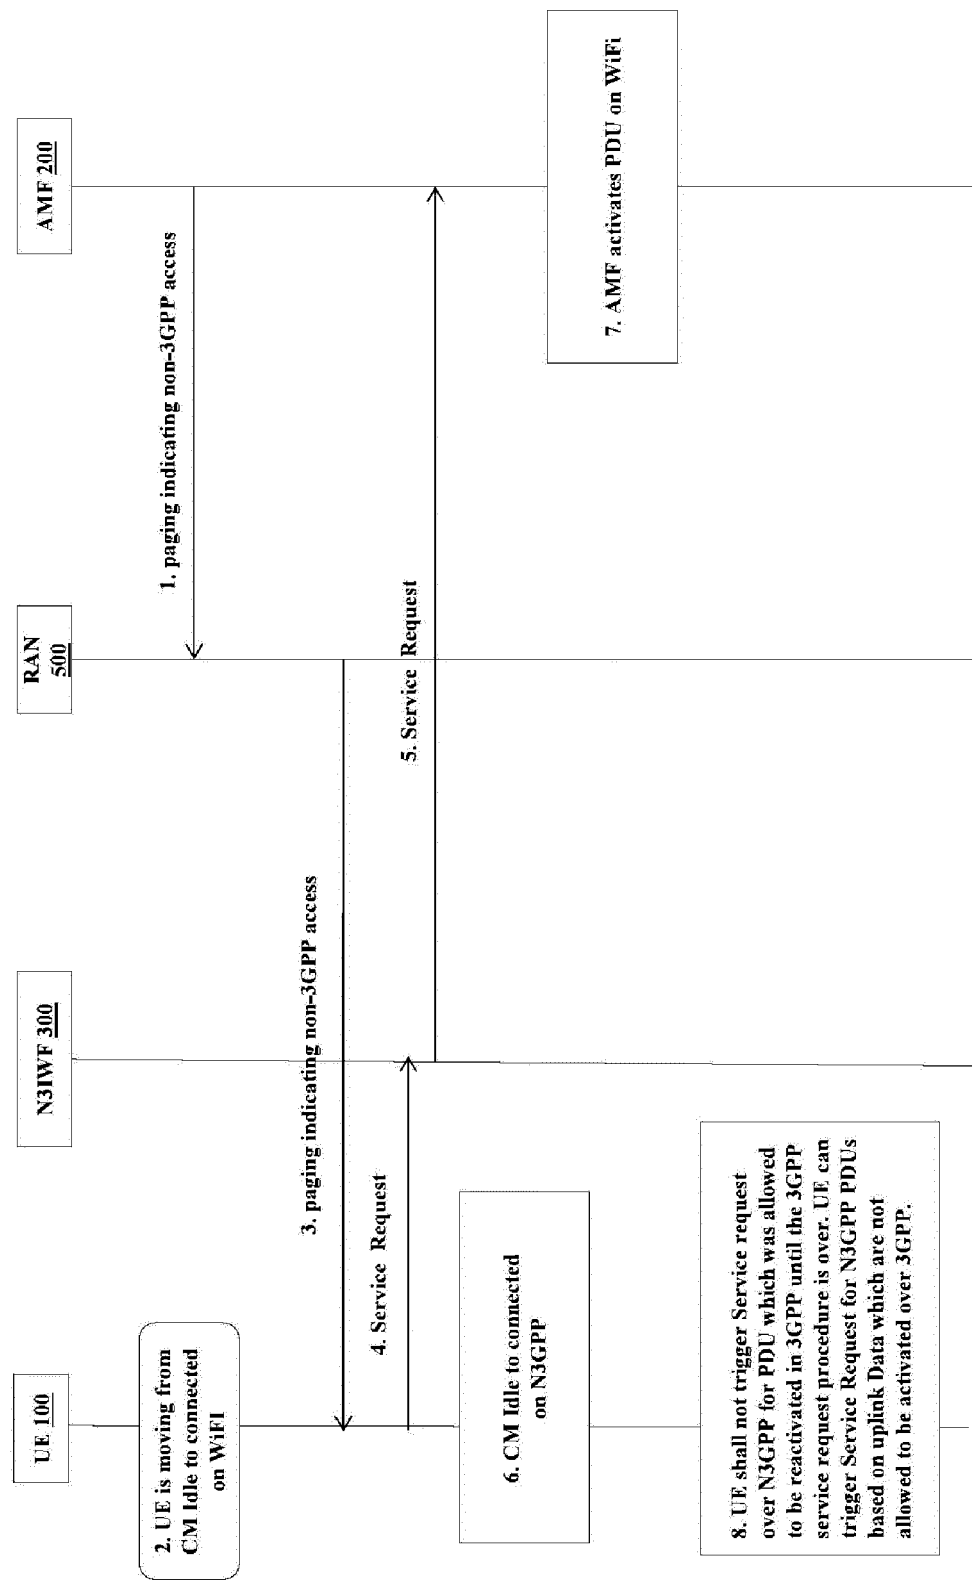 UE 100
N3IWF 300
RAN
500
AMF 200
1. paging indicating non-3GPP access
2. UE is moving from
CM Idle to connected
on WiFI
3. paging indicating non-3GPP access
4. Service Request
5. Service Request
6. CM Idle to connected
on N3GPP
7. AMF activates PDU on WiFi
8. UE shall not trigger Service request
over N3GPP for PDU which was allowed
to be reactivated in 3GPP until the 3GPP
service request procedure is over. UE can
trigger Service Request for N3GPP PDUs
based on uplink Data which are not
allowed to be activated over 3GPP.